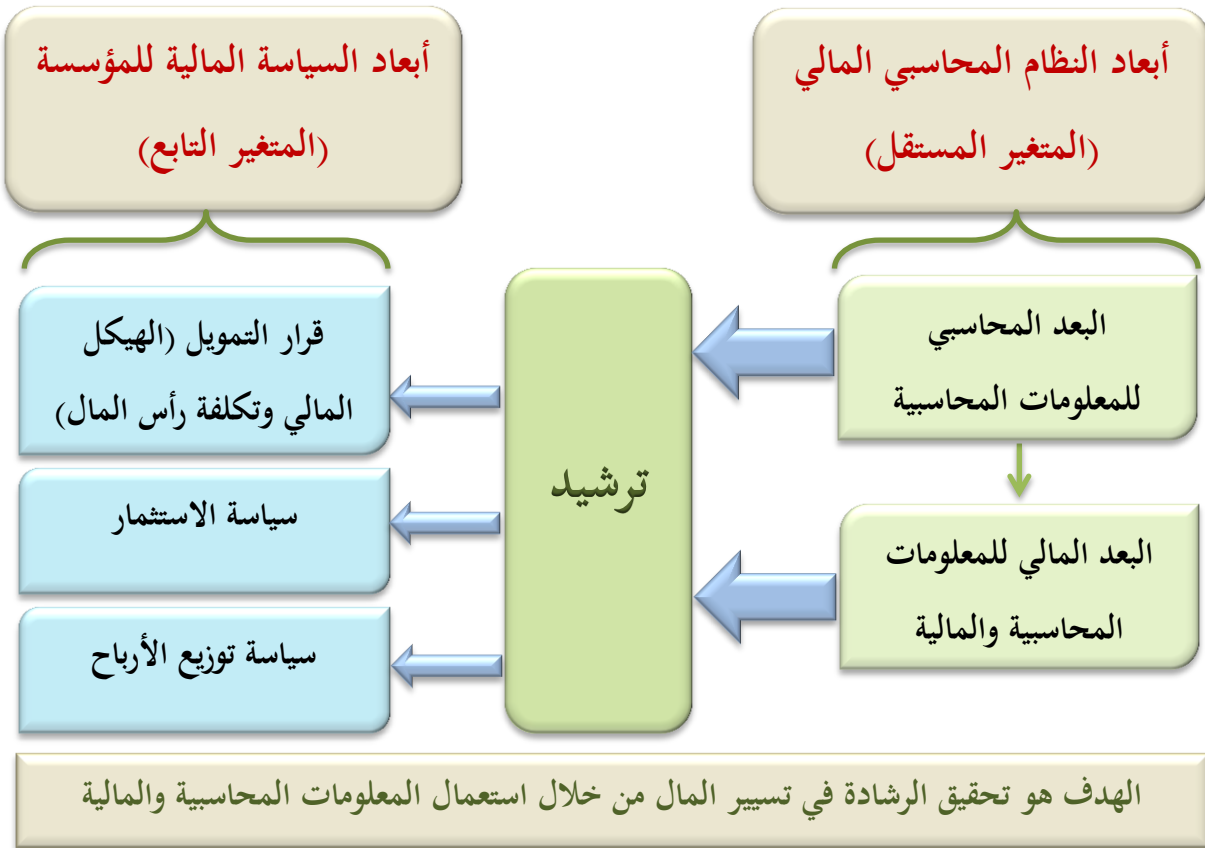 أبعاد النظام المحاسبي المالي
(المتغير المستقل)
أبعاد السياسة المالية للمؤسسة
(المتغير التابع)
البعد المحاسبي
للمعلومات المحاسبية
البعد المالي للمعلومات
المحاسبية والمالية
ترشيد
قرار التمويل (الهيكل
المالي وتكلفة رأس المال)
سياسة الاستثمار
سياسة توزيع الأرباح
الهدف هو تحقيق الرشادة في تسيير المال من خلال استعمال المعلومات المحاسبية والمالية